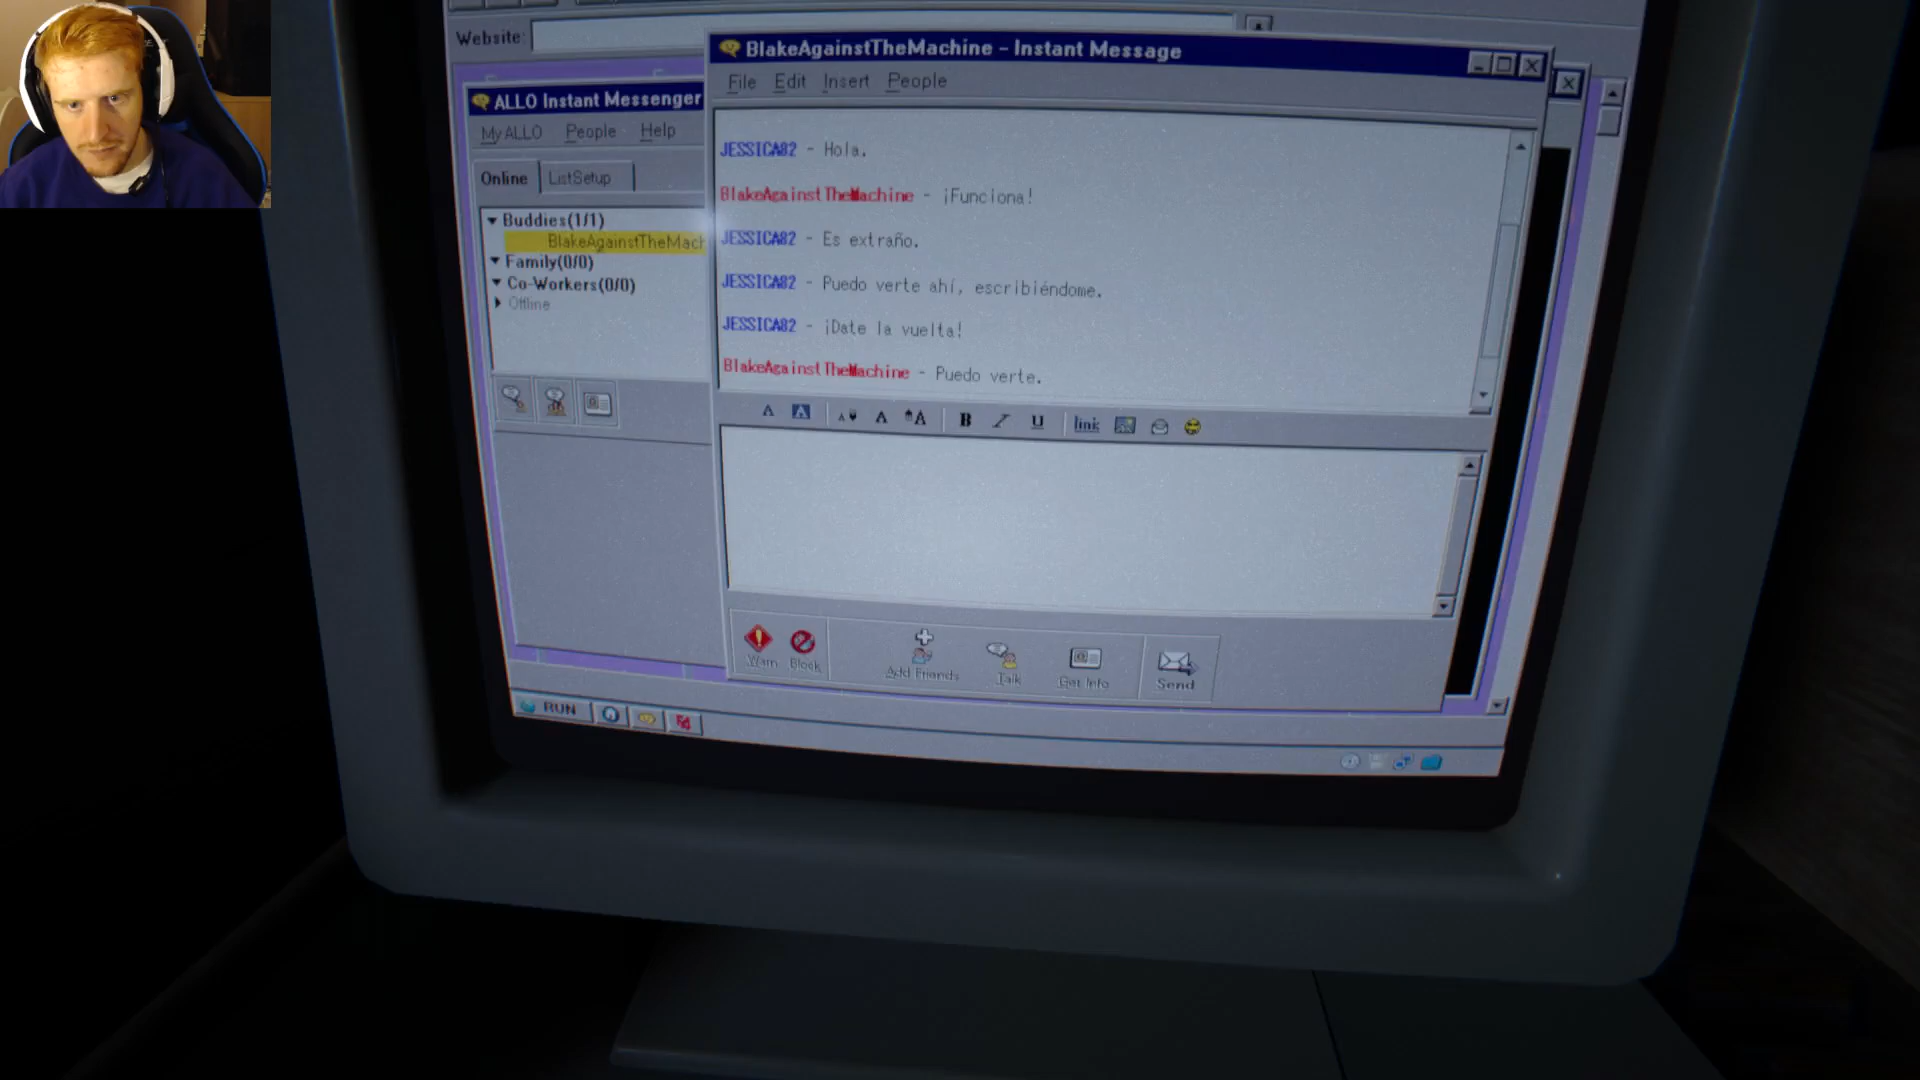 Website:
BlakeAgainstTheMachine - Instant Message
File Edit Insert People
ALLO Instant Messenger
My ALLO People Help
Online ListSetup
Buddies(1/1)
BlakeAgainstTheMach
Family(0/0)
Co-Workers(0/0)
Offline
JESSICA82 - Hola.
BlakeAgainstTheMachine - ¡Funciona!
JESSICA82 - Es extraño.
JESSICA82 - Puedo verte ahí, escribiéndome.
JESSICA82 - ¡Date la vuelta!
BlakeAgainstTheMachine - Puedo verte.
A A A A A B I U link
Warn Block Add Friends Talk Get Info Send
RUN